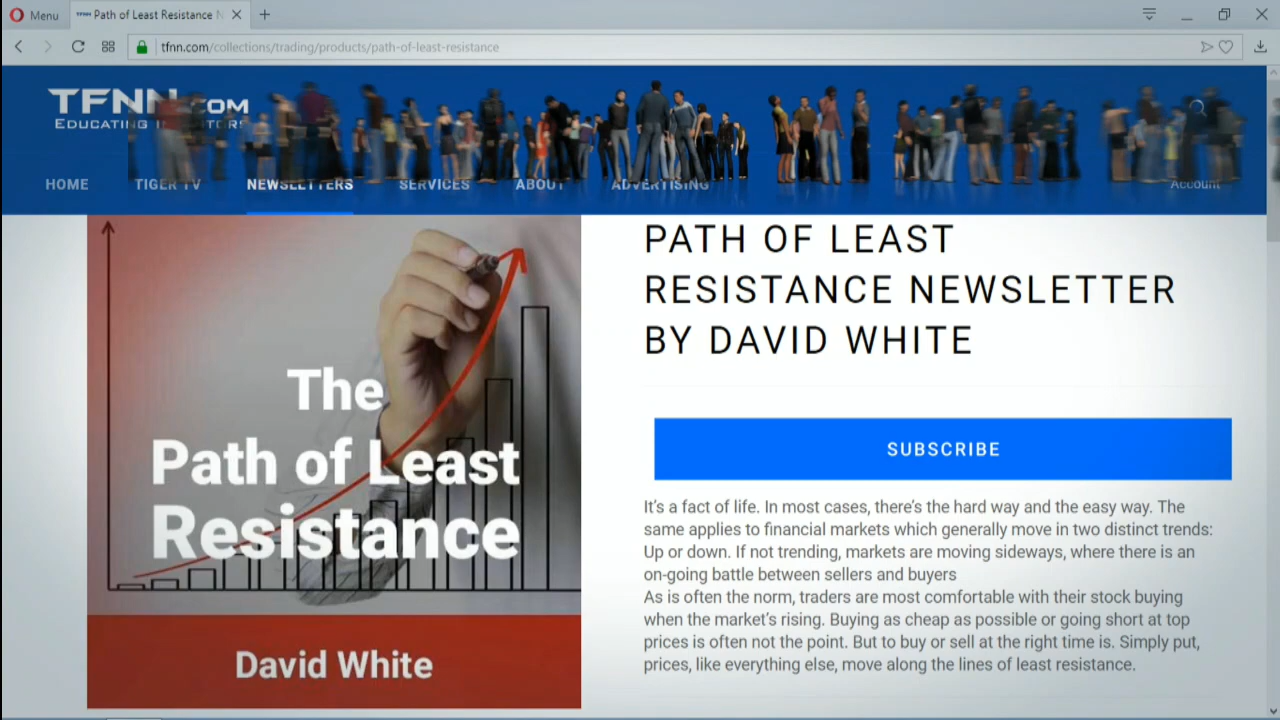 Menu
Path of Least Resistance N
tfnn.com/collections/trading/products/path-of-least-resistance
TFNN.COM
HOME TIGER TV NEWSLETTERS SERVICES ABOUT ADVERTISING Account
The
Path of Least
Resistance
David White
PATH OF LEAST
RESISTANCE NEWSLETTER
BY DAVID WHITE
SUBSCRIBE
It's a fact of life. In most cases, there's the hard way and the easy way. The
same applies to financial markets which generally move in two distinct trends:
Up or down. If not trending, markets are moving sideways, where there is an
on-going battle between sellers and buyers
As is often the norm, traders are most comfortable with their stock buying
when the market's rising. Buying as cheap as possible or going short at top
prices is often not the point. But to buy or sell at the right time is. Simply put,
prices, like everything else, move along the lines of least resistance.